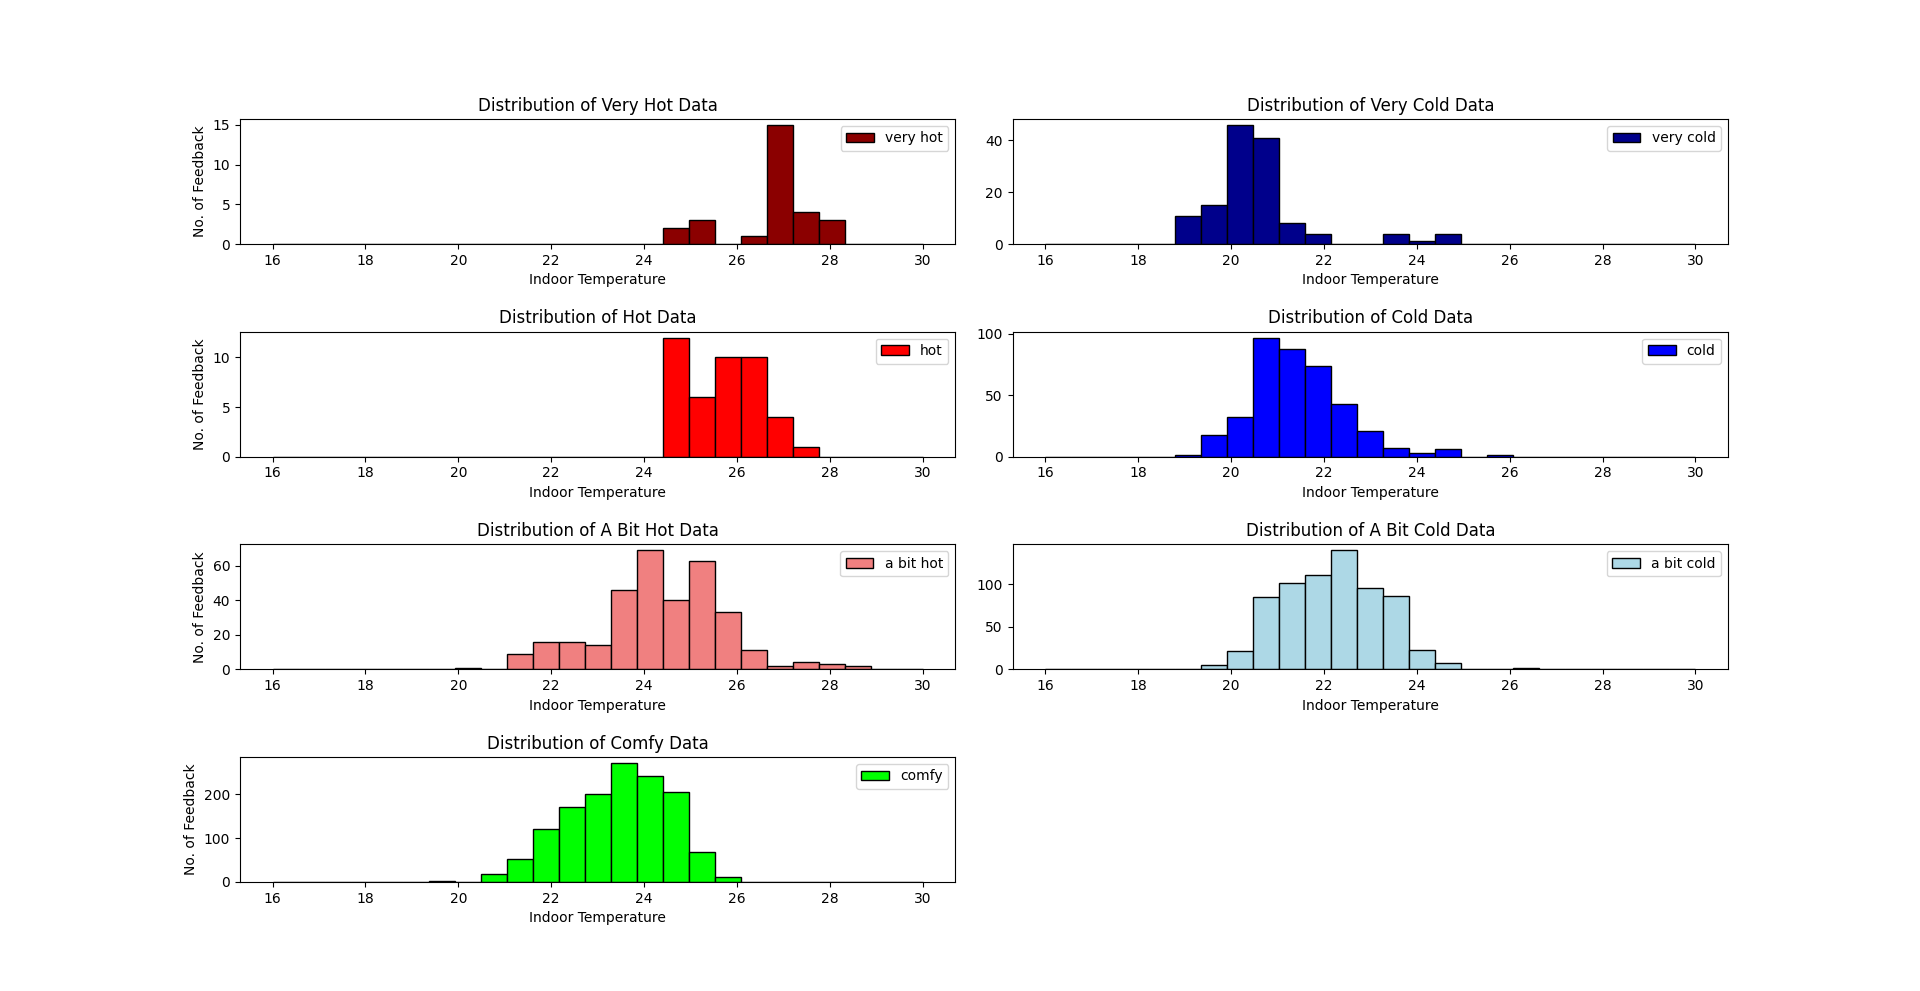 Distribution of Very Hot Data
15
10
5
0
No. of Feedback
very hot
16 18 20 22 24 26 28 30
Indoor Temperature
Distribution of Very Cold Data
40
20
0
very cold
16 18 20 22 24 26 28 30
Indoor Temperature
Distribution of Hot Data
10
5
0
No. of Feedback
hot
16 18 20 22 24 26 28 30
Indoor Temperature
Distribution of Cold Data
100
50
0
cold
16 18 20 22 24 26 28 30
Indoor Temperature
Distribution of A Bit Hot Data
60
40
20
0
No. of Feedback
a bit hot
16 18 20 22 24 26 28 30
Indoor Temperature
Distribution of A Bit Cold Data
100
50
0
a bit cold
16 18 20 22 24 26 28 30
Indoor Temperature
Distribution of Comfy Data
200
100
0
No. of Feedback
comfy
16 18 20 22 24 26 28 30
Indoor Temperature